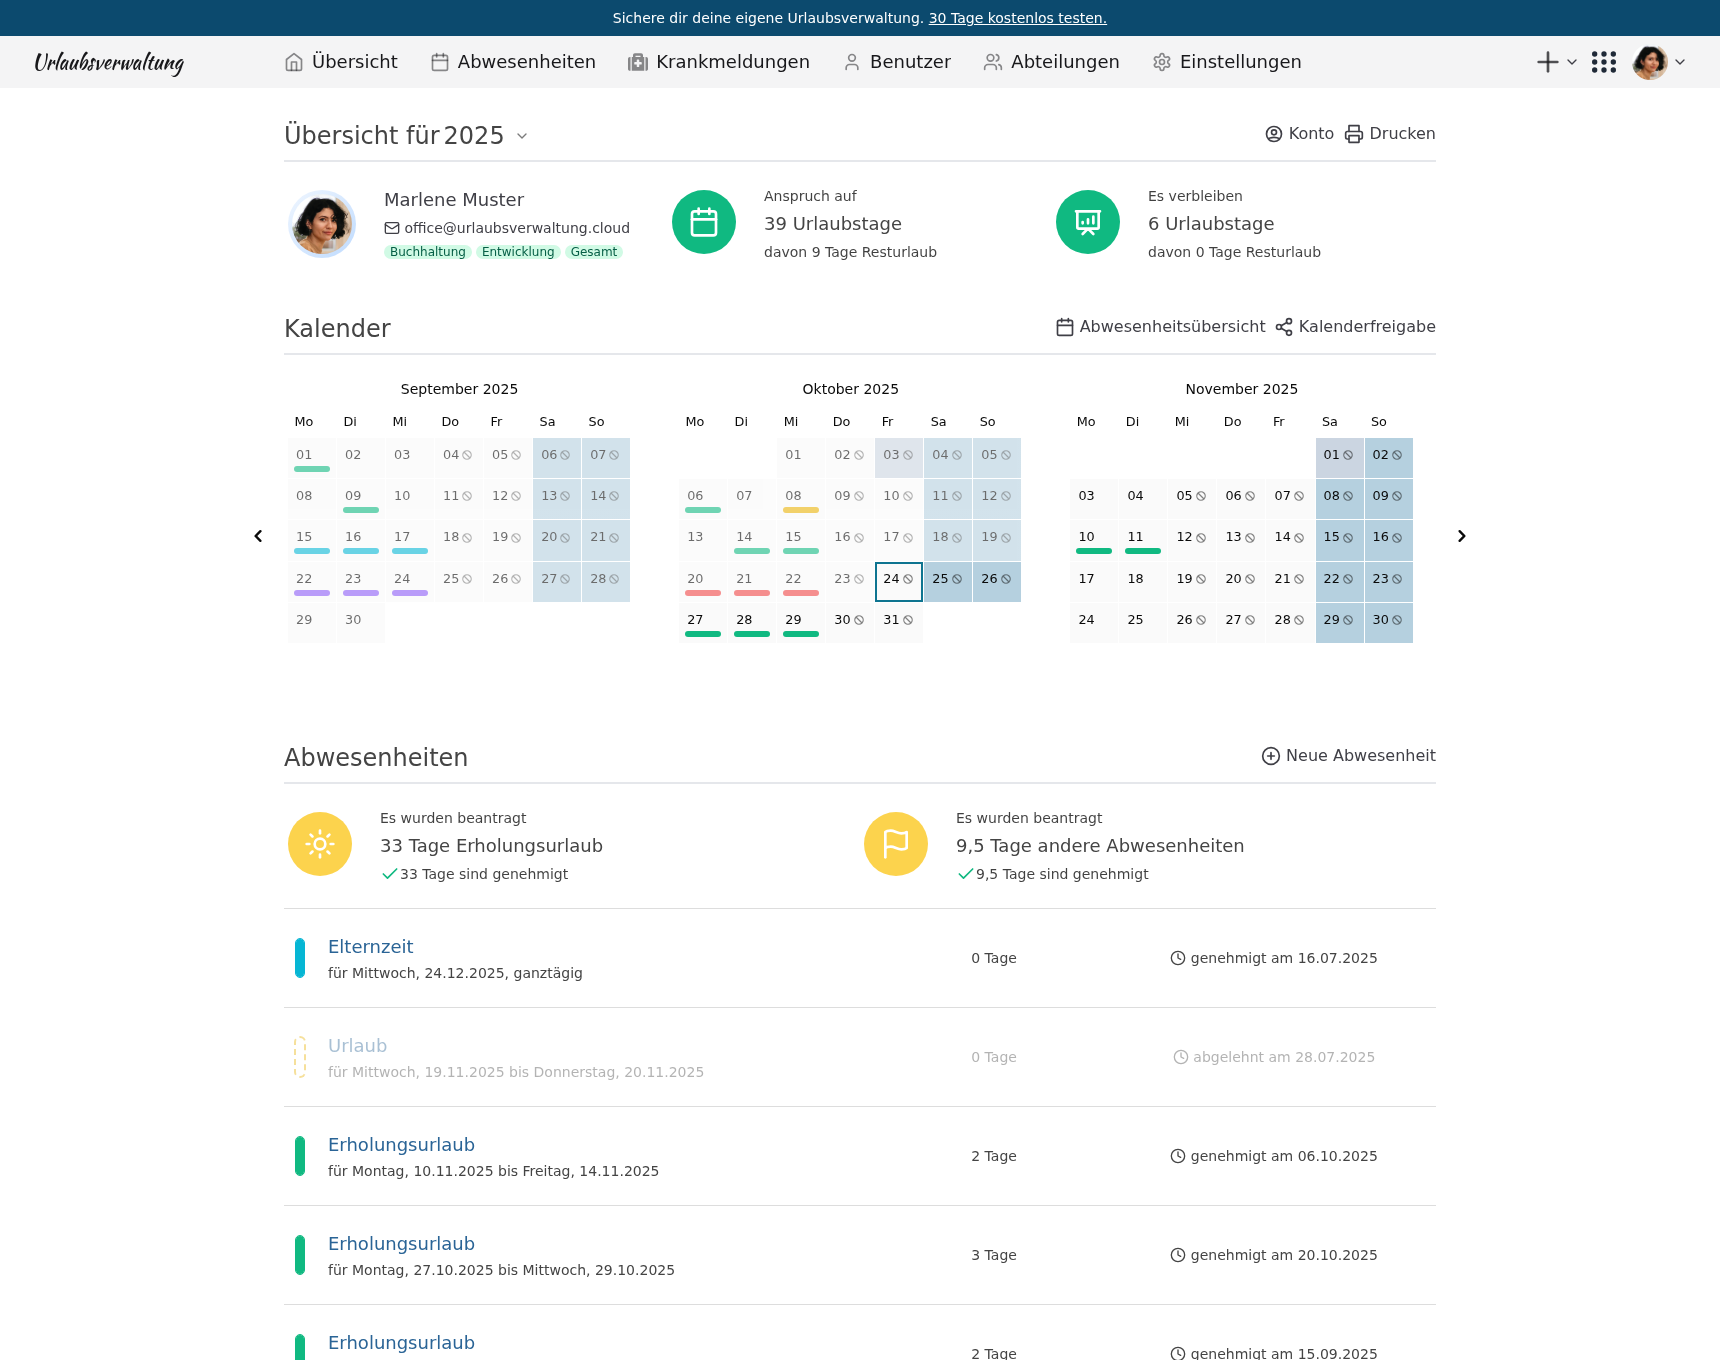 Sichere dir deine eigene Urlaubsverwaltung. 30 Tage kostenlos testen.
Urlaubsverwaltung Übersicht Abwesenheiten Krankmeldungen Benutzer Abteilungen Einstellungen
Übersicht für 2025 Konto Drucken
Marlene Muster
office@urlaubsverwaltung.cloud
Buchhaltung Entwicklung Gesamt
Anspruch auf
39 Urlaubstage
davon 9 Tage Resturlaub
Es verbleiben
6 Urlaubstage
davon 0 Tage Resturlaub
Kalender Abwesenheitsübersicht Kalenderfreigabe
September 2025
Mo Di Mi Do Fr Sa So
01 02 03 04 05 06 07
08 09 10 11 12 13 14
15 16 17 18 19 20 21
22 23 24 25 26 27 28
29 30
Oktober 2025
Mo Di Mi Do Fr Sa So
01 02 03 04 05
06 07 08 09 10 11 12
13 14 15 16 17 18 19
20 21 22 23 24 25 26
27 28 29 30 31
November 2025
Mo Di Mi Do Fr Sa So
01 02
03 04 05 06 07 08 09
10 11 12 13 14 15 16
17 18 19 20 21 22 23
24 25 26 27 28 29 30
Abwesenheiten Neue Abwesenheit
Es wurden beantragt
33 Tage Erholungsurlaub
33 Tage sind genehmigt
Es wurden beantragt
9,5 Tage andere Abwesenheiten
9,5 Tage sind genehmigt
Elternzeit
für Mittwoch, 24.12.2025, ganztägig
0 Tage
genehmigt am 16.07.2025
Urlaub
für Mittwoch, 19.11.2025 bis Donnerstag, 20.11.2025
0 Tage
abgelehnt am 28.07.2025
Erholungsurlaub
für Montag, 10.11.2025 bis Freitag, 14.11.2025
2 Tage
genehmigt am 06.10.2025
Erholungsurlaub
für Montag, 27.10.2025 bis Mittwoch, 29.10.2025
3 Tage
genehmigt am 20.10.2025
Erholungsurlaub
2 Tage
genehmigt am 15.09.2025